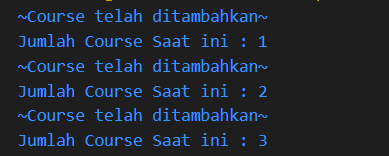 ~Course telah ditambahkan~
Jumlah Course Saat ini : 1
~Course telah ditambahkan~
Jumlah Course Saat ini : 2
~Course telah ditambahkan~
Jumlah Course Saat ini : 3